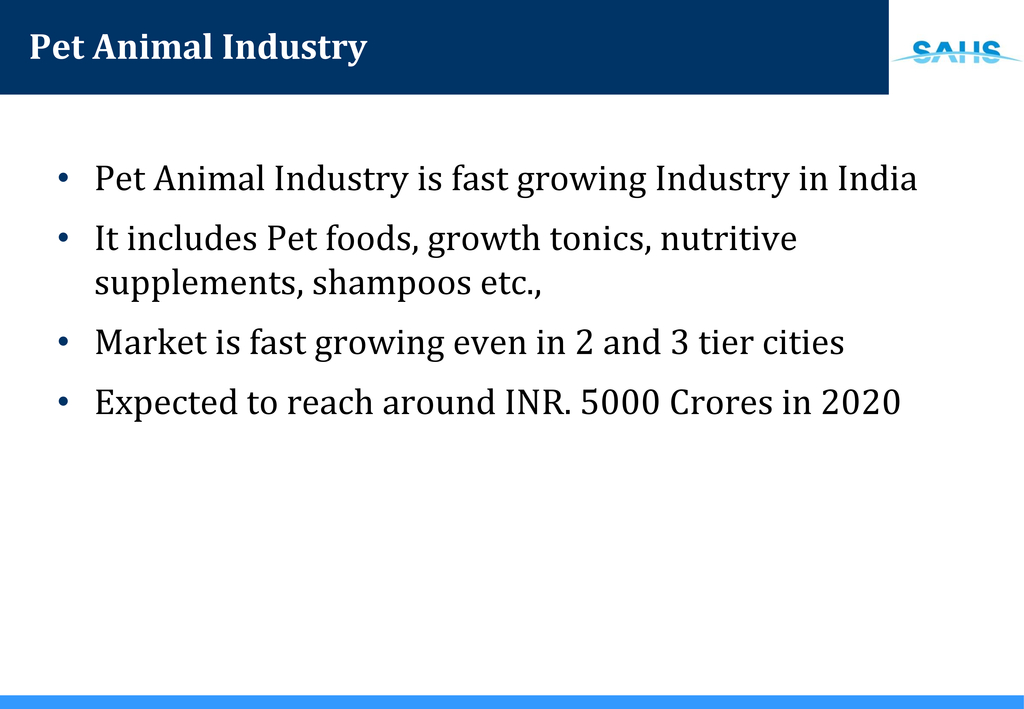 Pet Animal Industry
SAHS
• Pet Animal Industry is fast growing Industry in India
• It includes Pet foods, growth tonics, nutritive
supplements, shampoos etc.,
• Market is fast growing even in 2 and 3 tier cities
• Expected to reach around INR. 5000 Crores in 2020